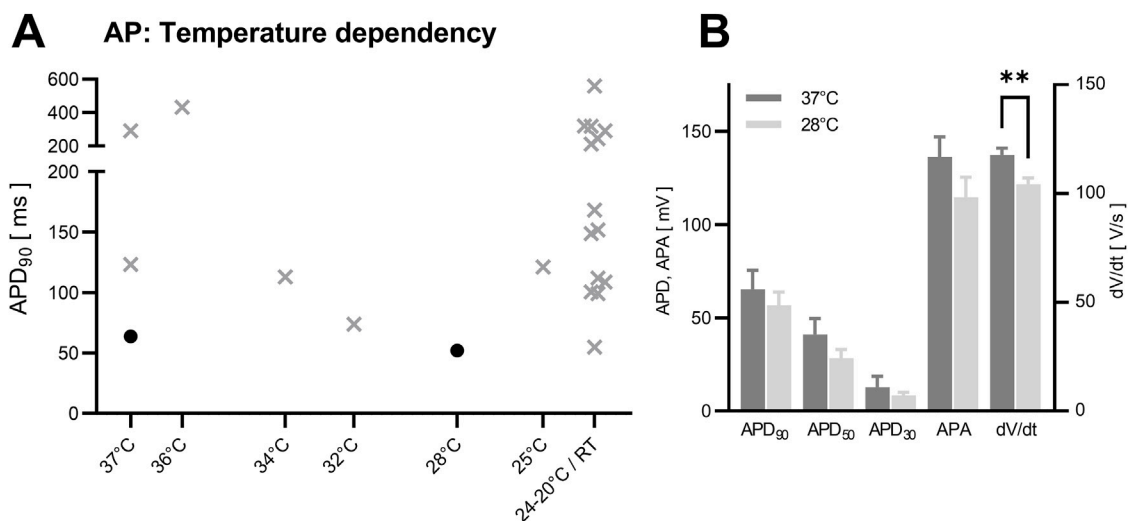 A AP: Temperature dependency
APD90 [ ms ]
600
400
200
200
150
100
50
0
37°C 36°C 34°C 32°C 28°C 25°C 24-20°C / RT
B
37°C
28°C
**
APD, APA [ mV ]
150
100
50
0
dV/dt [ V/s ]
150
100
50
0
APD90 APD50 APD30 APA dV/dt